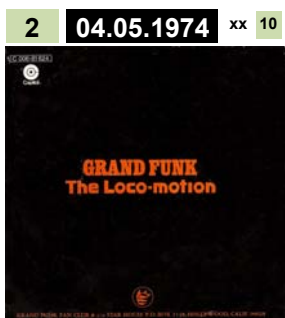 2 04.05.1974 xx 10
Capitol
GRAND FUNK
The Loco-motion